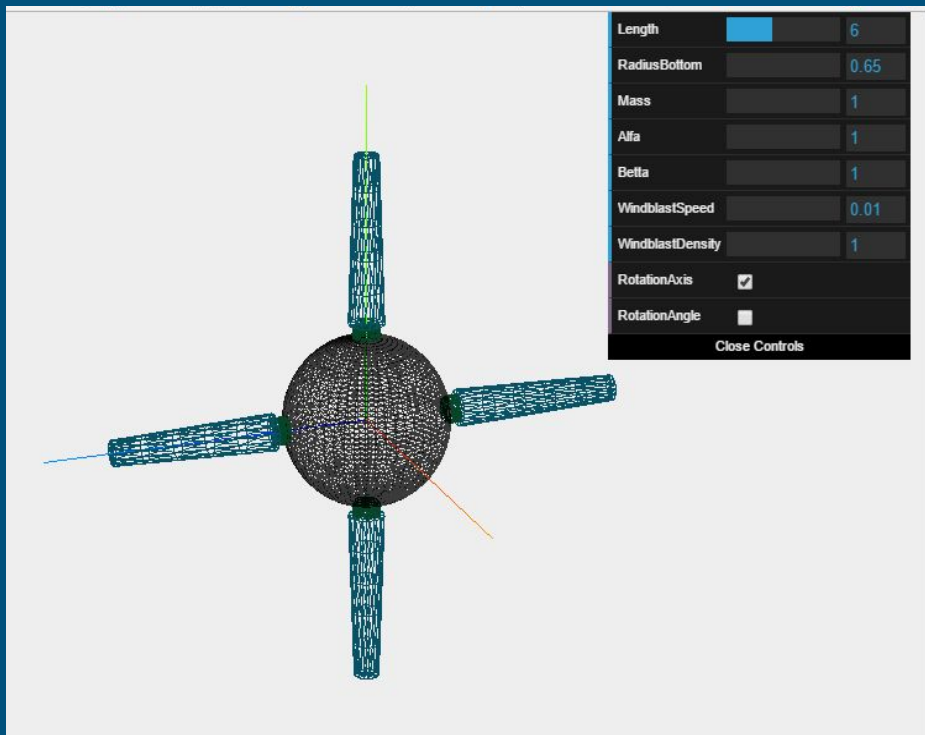 Length 6
RadiusBottom 0.65
Mass 1
Alfa 1
Betta 1
WindblastSpeed 0.01
WindblastDensity 1
RotationAxis
RotationAngle
Close Controls